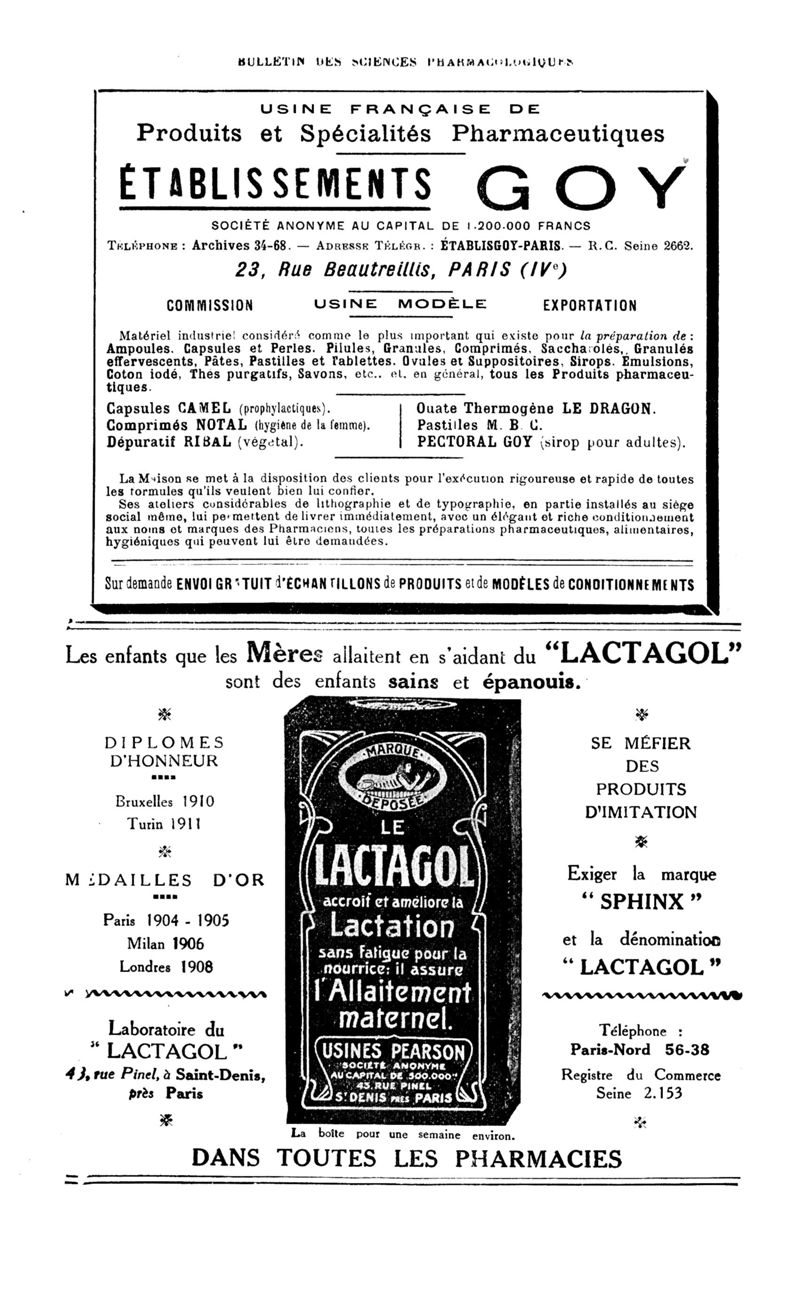 BULLETIN DES SCIENCES PHARMACOLOGIQUES
USINE FRANÇAISE DE
Produits et Spécialités Pharmaceutiques
ÉTABLISSEMENTS GOY
SOCIÉTÉ ANONYME AU CAPITAL DE 1.200.000 FRANCS
TÉLÉPHONE : Archives 34-68. — ADRESSE TÉLÉGR. : ÉTABLISGOY-PARIS. — R.C. Seine 2662.
23, Rue Beautreillis, PARIS (IVe)
COMMISSION USINE MODÈLE EXPORTATION
Matériel industriel considéré comme le plus important qui existe pour la préparation de :
Ampoules. Capsules et Perles. Pilules, Granules, Comprimés, Saccharolés, Granulés
effervescents, Pâtes, Pastilles et Tablettes. Ovules et Suppositoires, Sirops, Emulsions,
Coton iodé, Thés purgatifs, Savons, etc.. et, en général, tous les Produits pharmaceu-
tiques.
Capsules CAMEL (prophylactiques).
Comprimés NOTAL (hygiène de la femme).
Dépuratif RIBAL (végétal).
Ouate Thermogène LE DRAGON.
Pastilles M. B. C.
PECTORAL GOY (sirop pour adultes).
La Maison se met à la disposition des clients pour l'exécution rigoureuse et rapide de toutes
les formules qu'ils veulent bien lui confier.
Ses ateliers considérables de lithographie et de typographie, en partie installés au siège
social même, lui permettent de livrer immédiatement, avec un élégant et riche conditionnement
aux noms et marques des Pharmaciens, toutes les préparations pharmaceutiques, alimentaires,
hygiéniques qui peuvent lui être demandées.
Sur demande ENVOI GRATUIT d'ÉCHANTILLONS de PRODUITS et de MODÈLES de CONDITIONNEMENTS
Les enfants que les Mères allaitent en s'aidant du "LACTAGOL"
sont des enfants sains et épanouis.
DIPLOMES
D'HONNEUR
Bruxelles 1910
Turin 1911
MÉDAILLES D'OR
Paris 1904 - 1905
Milan 1906
Londres 1908
Laboratoire du
"LACTAGOL"
43, rue Pinel, à Saint-Denis,
près Paris
MARQUE
DÉPOSÉE
LE
LACTAGOL
accroit et améliore la
Lactation
sans fatigue pour la
nourrice; il assure
l'Allaitement
maternel.
USINES PEARSON
SOCIÉTÉ ANONYME
AU CAPITAL DE 300.000
43, RUE PINEL
ST DENIS PRÈS PARIS
La boîte pour une semaine environ.
SE MÉFIER
DES
PRODUITS
D'IMITATION
Exiger la marque
"SPHINX"
et la dénomination
"LACTAGOL"
Téléphone :
Paris-Nord 56-38
Registre du Commerce
Seine 2.153
DANS TOUTES LES PHARMACIES